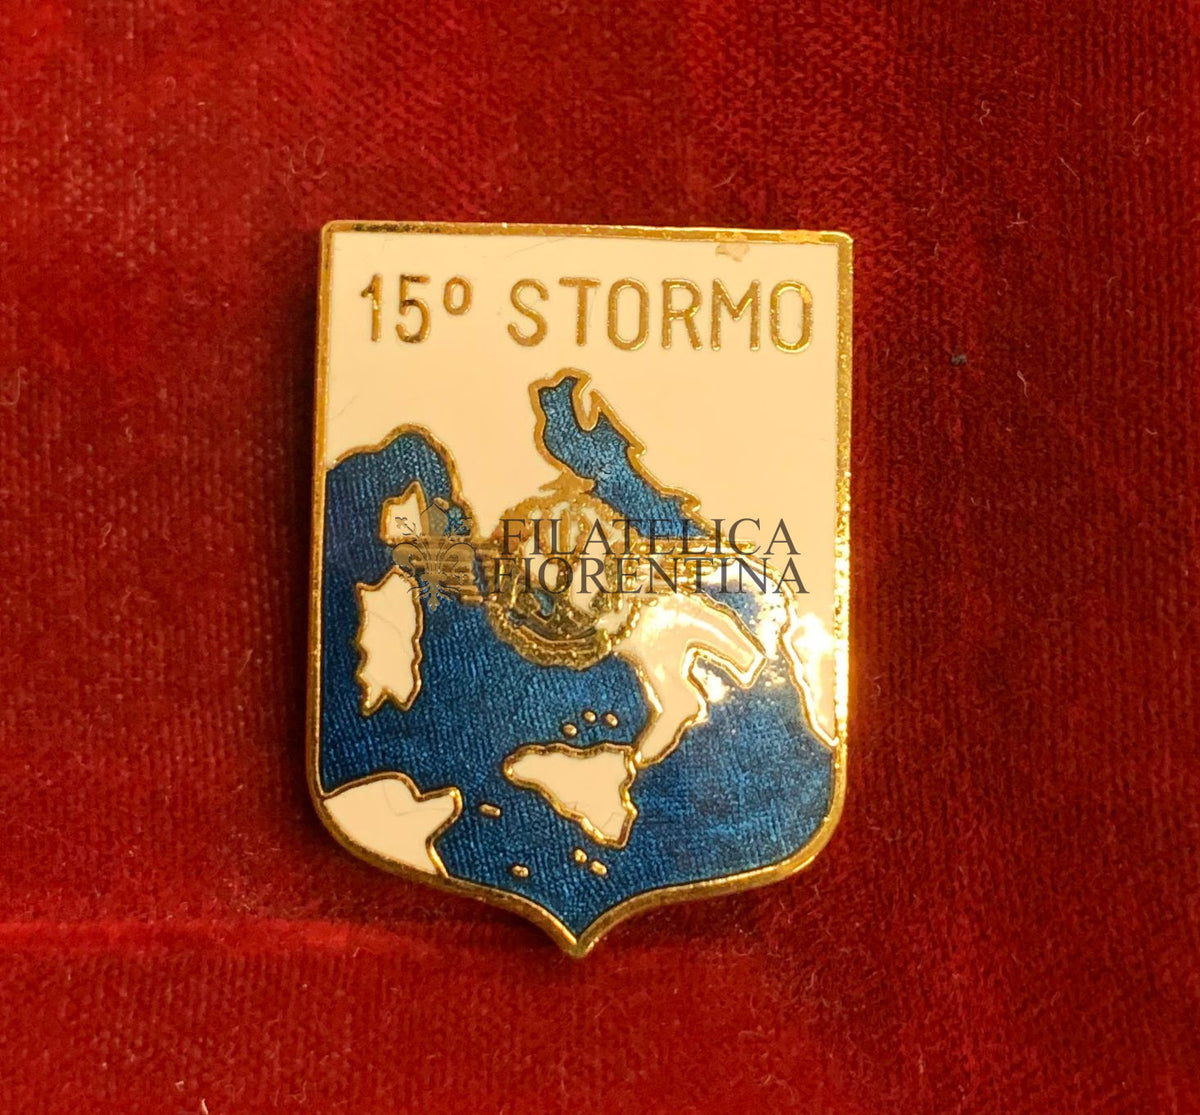 15º STORMO
FILATELICA
FIORENTINA